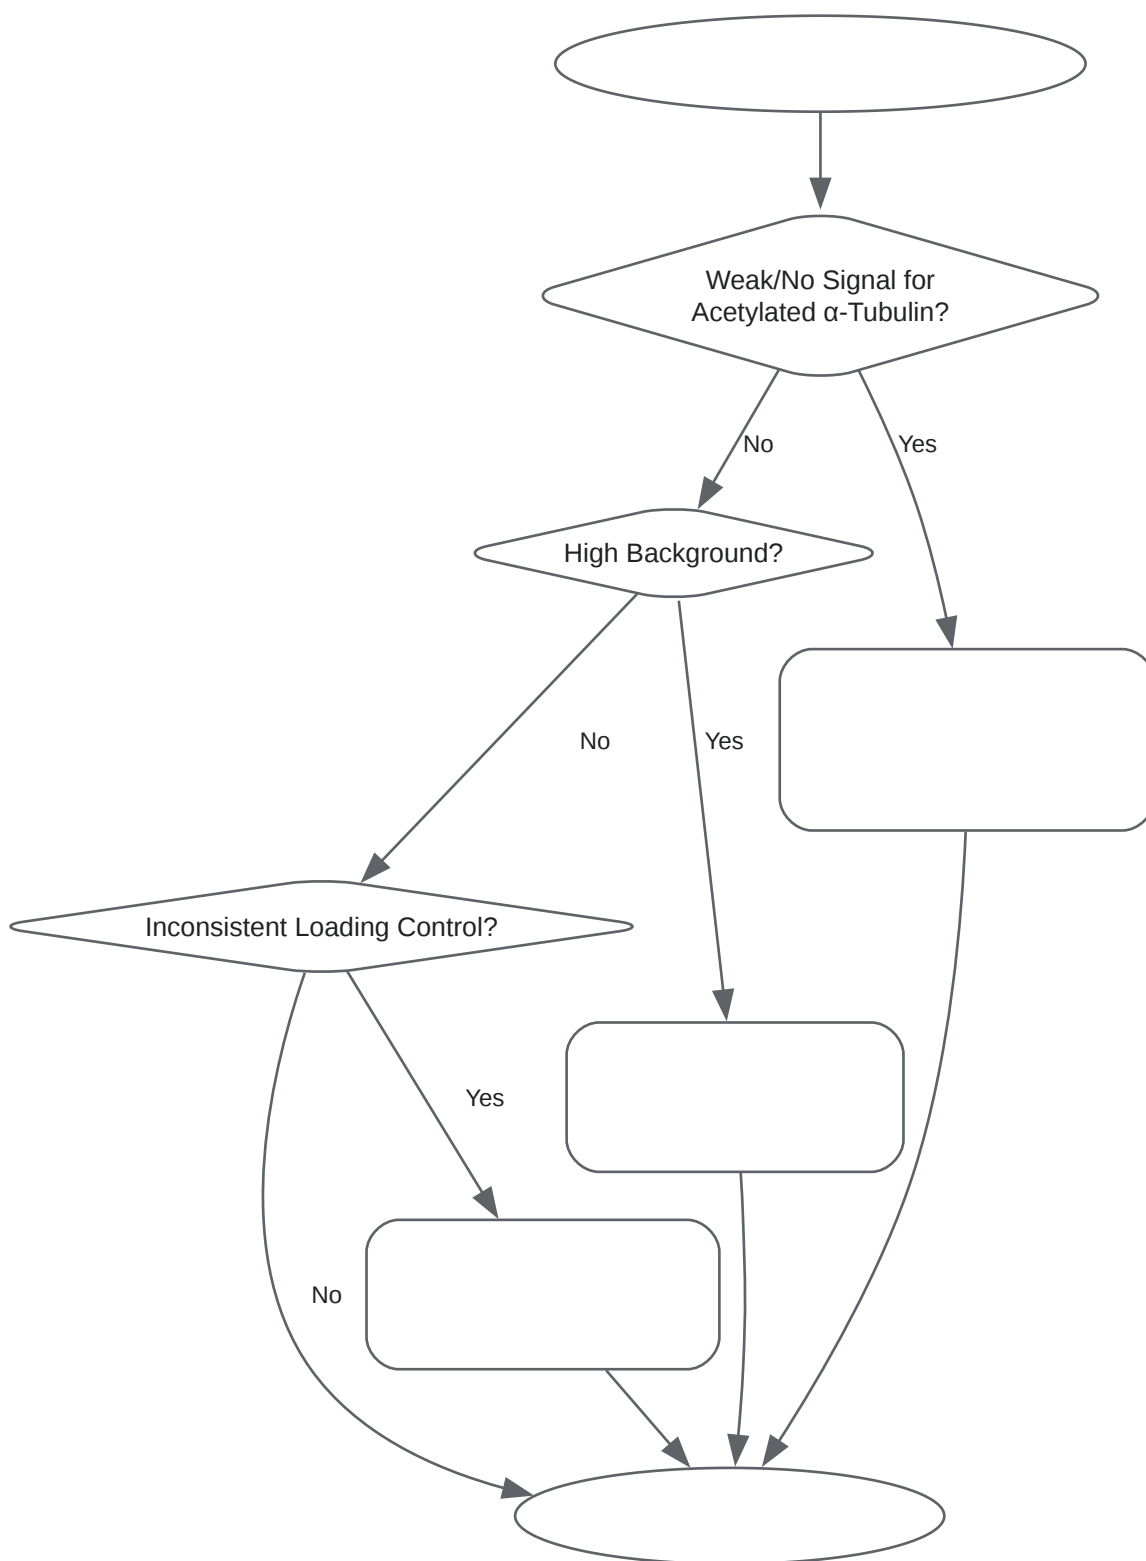 Weak/No Signal for
Acetylated α-Tubulin?
No
Yes
High Background?
No
Yes
Inconsistent Loading Control?
Yes
No